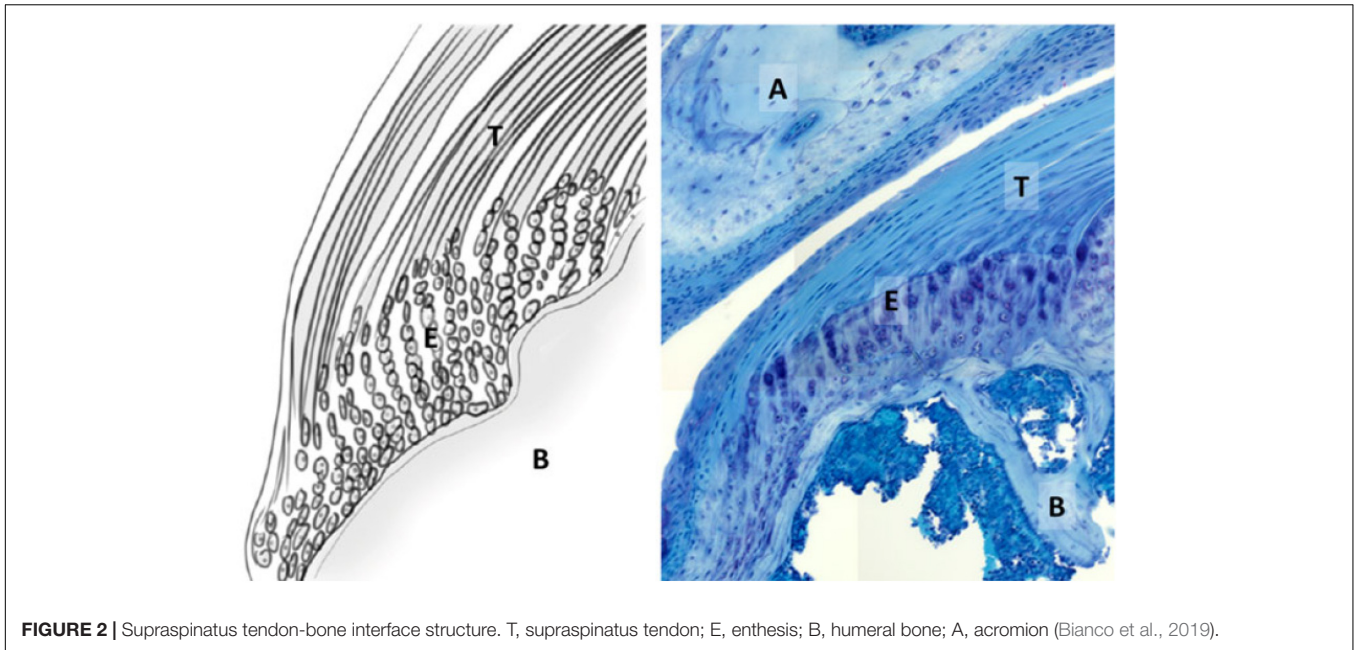 T
E
B
A
T
E
B
FIGURE 2 | Supraspinatus tendon-bone interface structure. T, supraspinatus tendon; E, enthesis; B, humeral bone; A, acromion (Bianco et al., 2019).